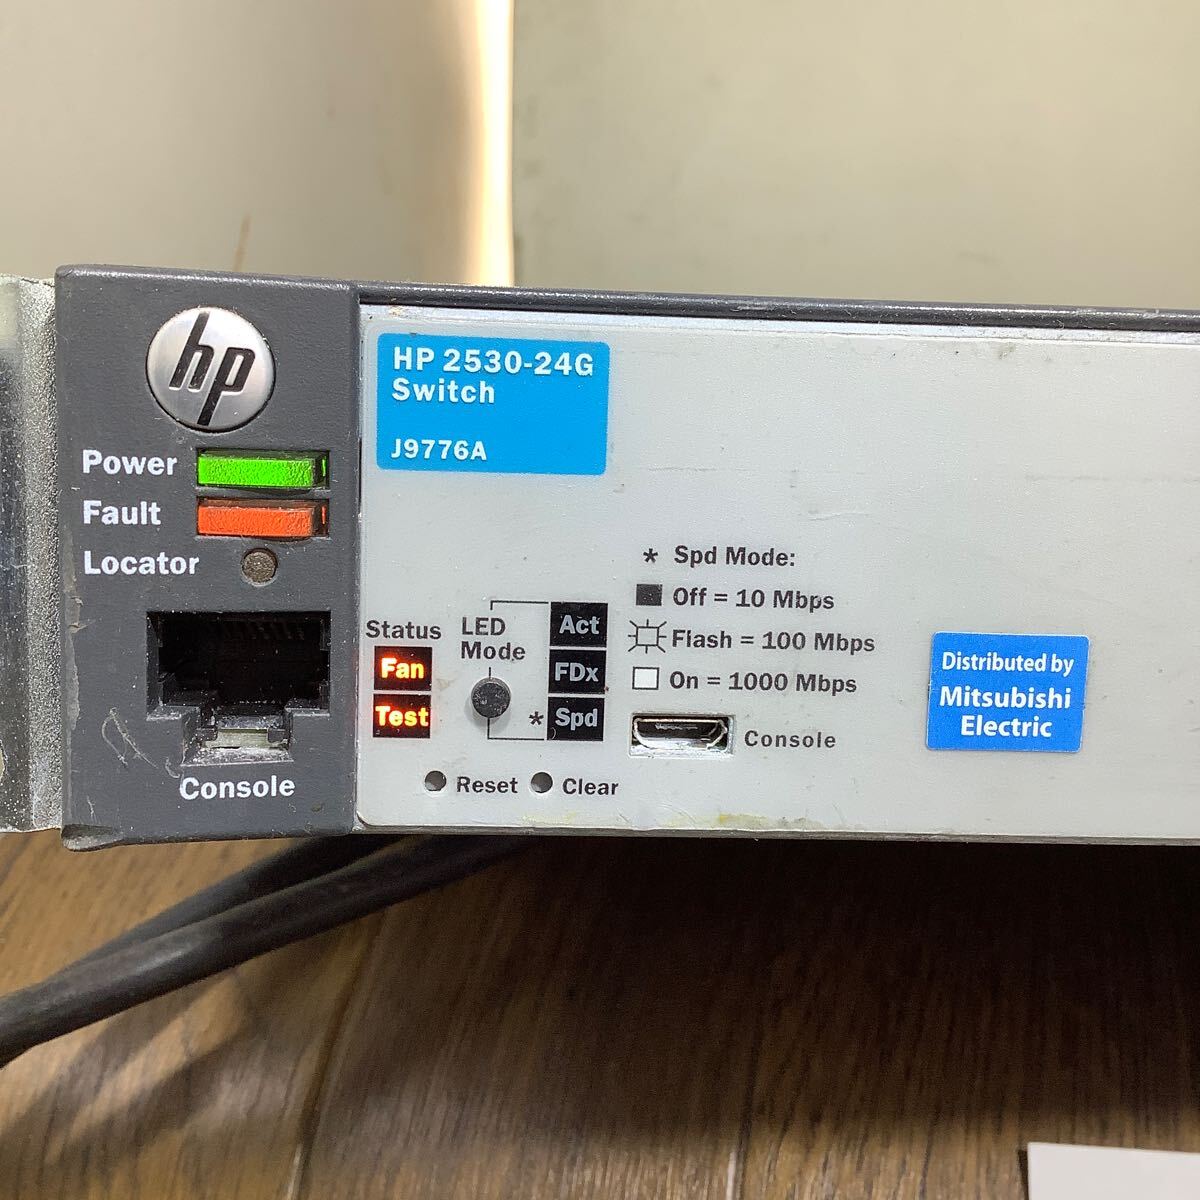 hp
HP 2530-24G
Switch
J9776A
Power
Fault
Locator
Console
Status
Fan
Test
LED
Mode
Act
FDx
* Spd
Reset
Clear
* Spd Mode:
Off = 10 Mbps
Flash = 100 Mbps
On = 1000 Mbps
Console
Distributed by
Mitsubishi
Electric